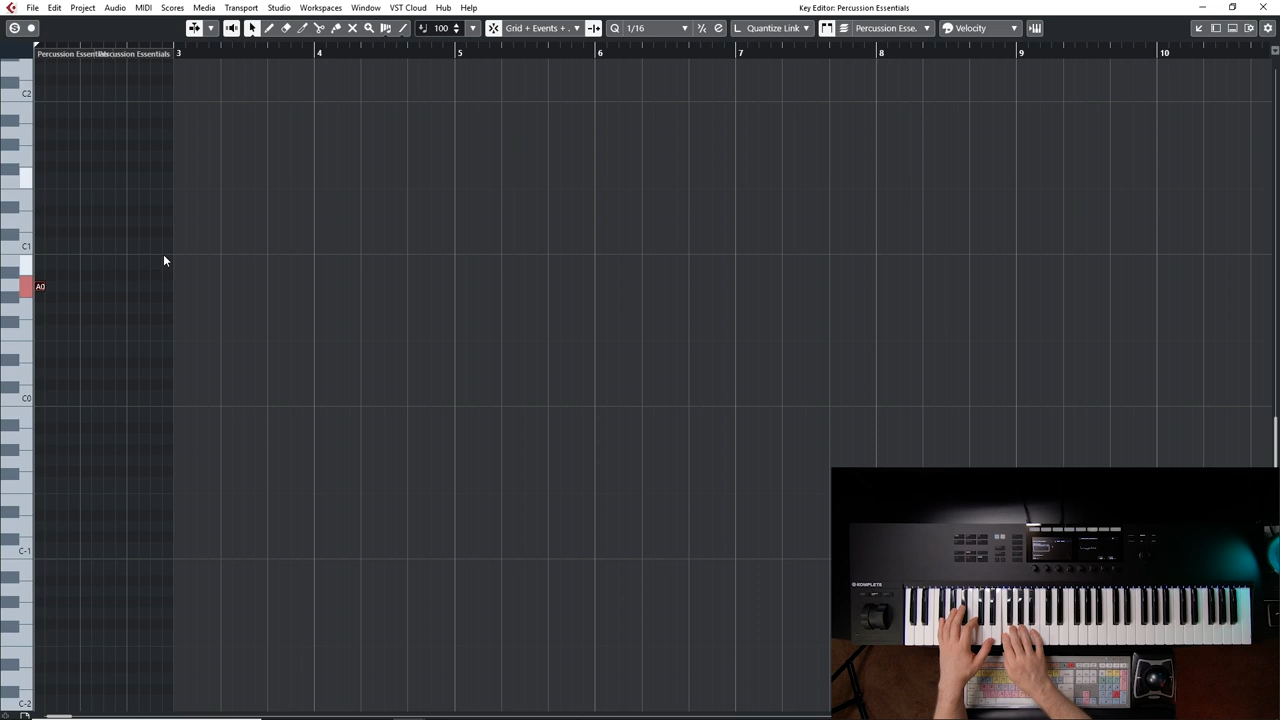 File Edit Project Audio MIDI Scores Media Transport Studio Workspaces Window VST Cloud Hub Help
Key Editor: Percussion Essentials
S 100 Grid + Events + . Q 1/16 L Quantize Link Percussion Esse. Velocity
Percussion Essentials Percussion Essentials 3 4 5 6 7 8 9 10
C2
C1
A0
C0
C-1
C-2
KOMPLETE